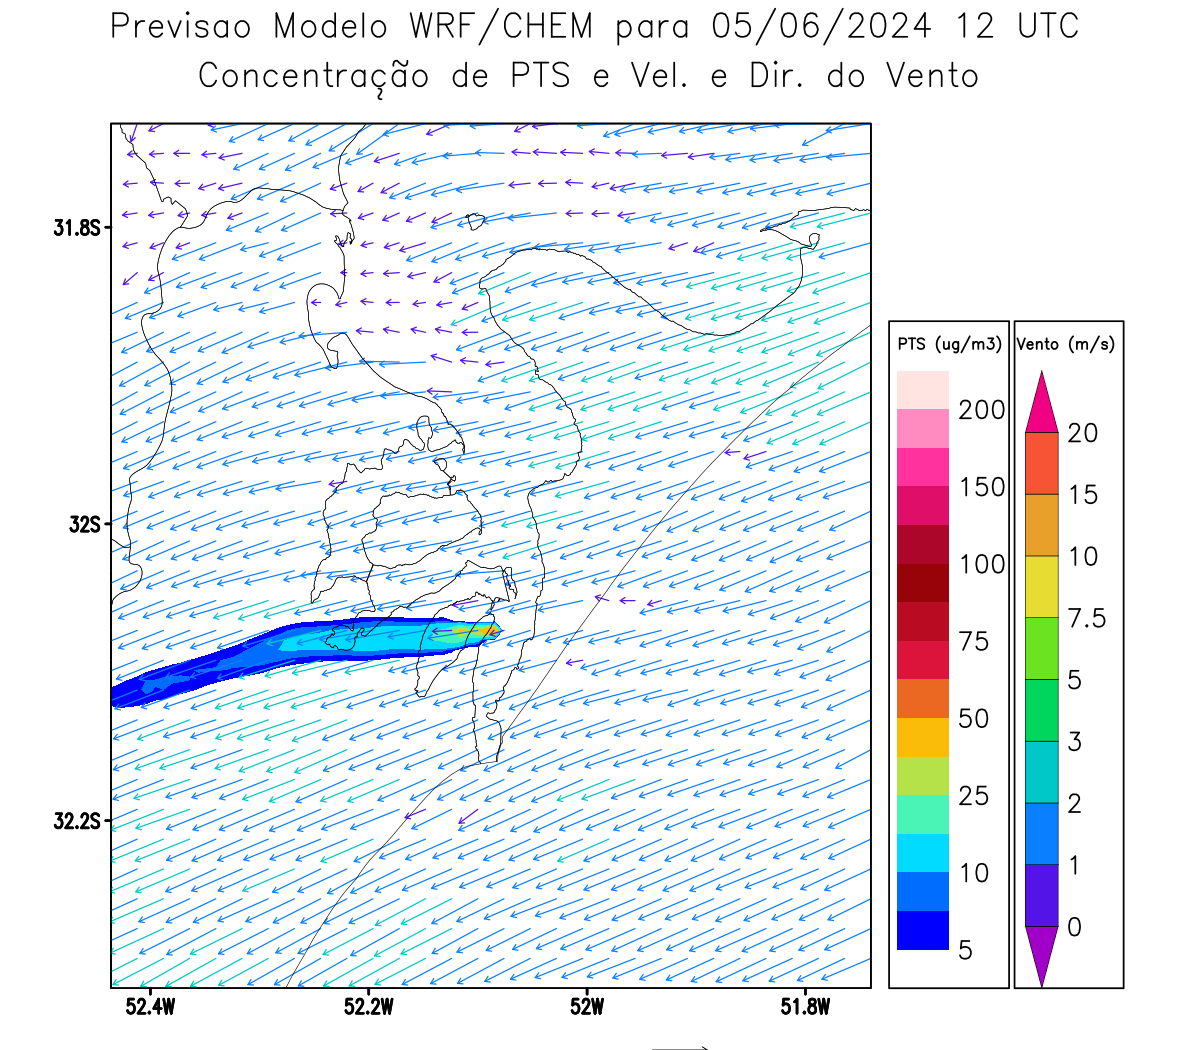 Previsao Modelo WRF/CHEM para 05/06/2024 12 UTC
Concentração de PTS e Vel. e Dir. do Vento
31.8S
32S
32.2S
52.4W 52.2W 52W 51.8W
PTS (ug/m3)
200
150
100
75
50
25
10
5
Vento (m/s)
20
15
10
7.5
5
3
2
1
0